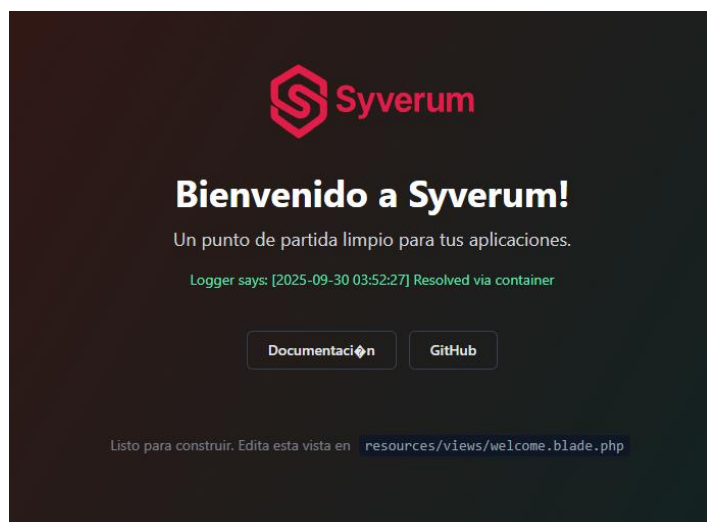 Syverum
Bienvenido a Syverum!
Un punto de partida limpio para tus aplicaciones.
Logger says: [2025-09-30 03:52:27] Resolved via container
Documentaci�n
GitHub
Listo para construir. Edita esta vista en resources/views/welcome.blade.php